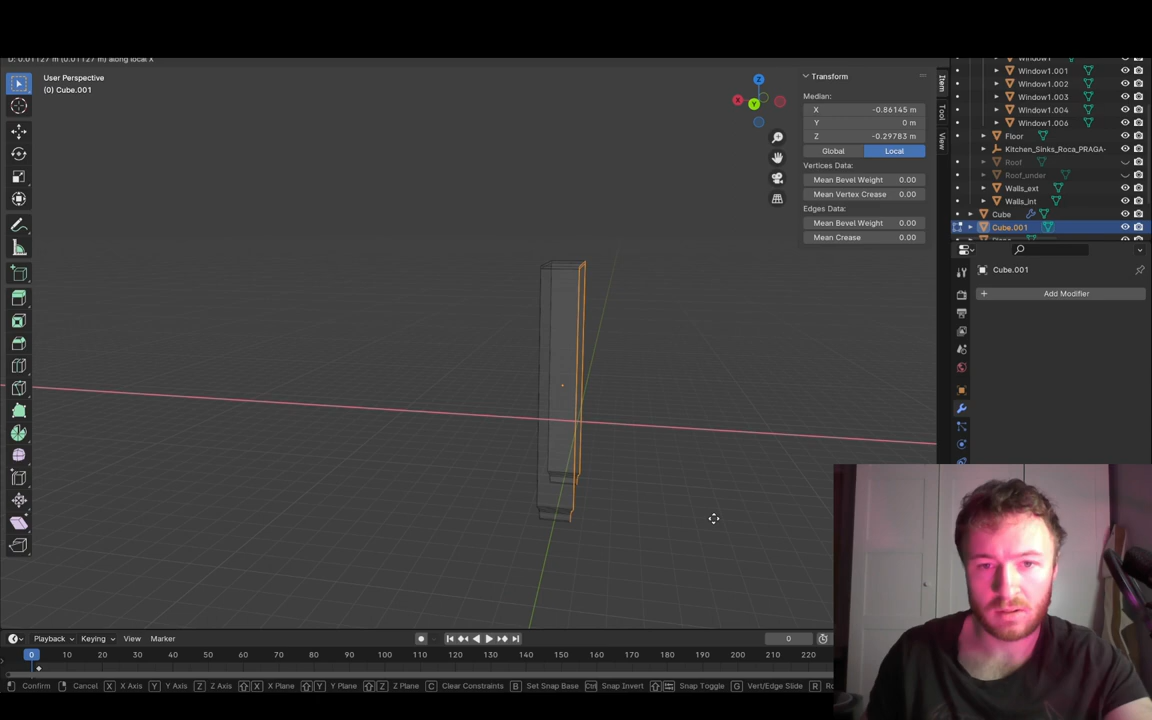 D: 0.01127 m (0.01127 m) along local X
User Perspective
(0) Cube.001
Transform
Median:
X -0.86145 m
Y 0 m
Z -0.29783 m
Global Local
Vertices Data:
Mean Bevel Weight 0.00
Mean Vertex Crease 0.00
Edges Data:
Mean Bevel Weight 0.00
Mean Crease 0.00
Item
Tool
View
Z
X
Y
Window1
Window1.001
Window1.002
Window1.003
Window1.004
Window1.006
Floor
Kitchen_Sinks_Roca_PRAGA-
Roof
Roof_under
Walls_ext
Walls_int
Cube
Cube.001
Cube.001
+ Add Modifier
Playback Keying View Marker
0
0 10 20 30 40 50 60 70 80 90 100 110 120 130 140 150 160 170 180 190 200 210 220
Confirm Cancel X X Axis Y Y Axis Z Z Axis X X Plane Y Y Plane Z Z Plane C Clear Constraints B Set Snap Base Ctrl Snap Invert Snap Toggle G Vert/Edge Slide R Ro